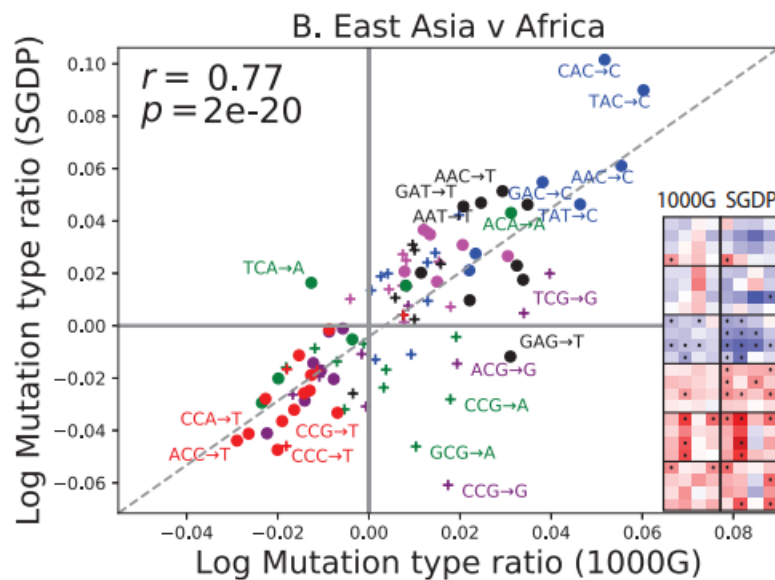 B. East Asia v Africa
Log Mutation type ratio (SGDP)
0.10
0.08
0.06
0.04
0.02
0.00
−0.02
−0.04
−0.06
r = 0.77
p = 2e-20
CAC→C
TAC→C
AAC→T
AAC→C
GAT→T
GAC→C
AAT→T
TAT→C
ACA→A
TCA→A
TCG→G
GAG→T
ACG→G
CCG→A
CCA→T
CCG→T
ACC→T
CCC→T
GCG→A
CCG→G
1000G SGDP
−0.04 −0.02 0.00 0.02 0.04 0.06 0.08
Log Mutation type ratio (1000G)